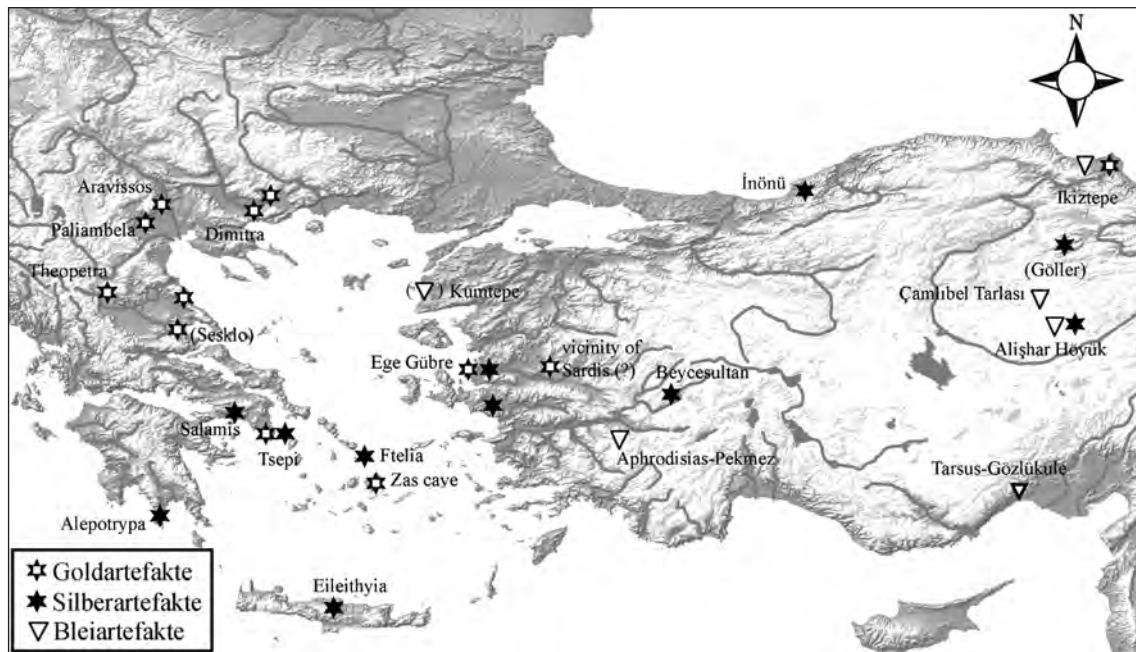 N
İnönü
Ikiztepe
Aravissos
Paliambela
Dimitra
(Göller)
Theopetra
Kumtepe
Çamlıbel Tarlası
(Sesklo)
Alişhar Höyük
Ege Gübre
vicinity of
Sardis (?)
Beycesultan
Salamis
Tsepi
Ftelia
Aphrodisias-Pekmez
Tarsus-Gözlükule
Zas cave
Alepotrypa
Goldartefakte
Eileithyia
Silberartefakte
Bleiartefakte